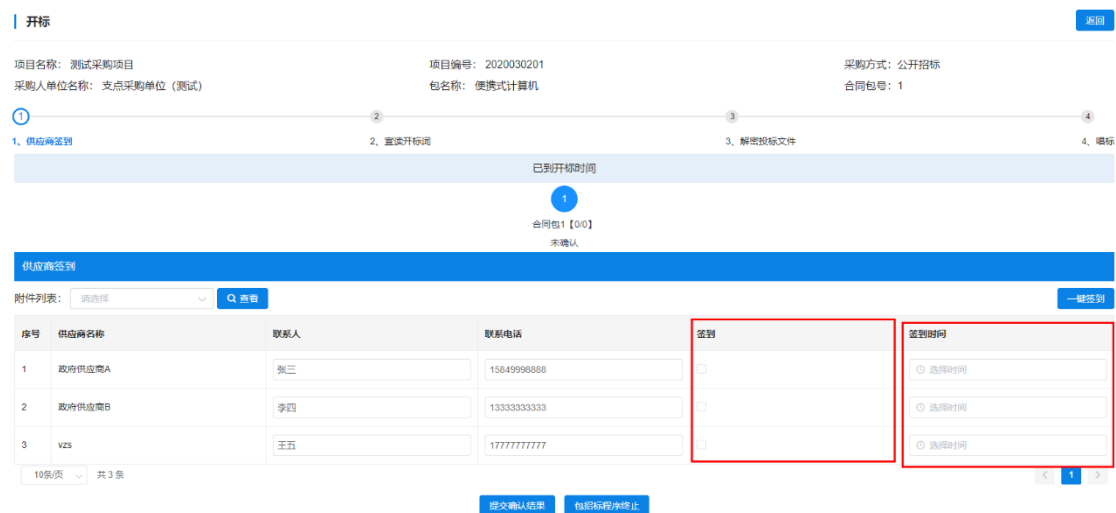 开标
返回
项目名称： 测试采购项目 项目编号： 2020030201 采购方式：公开招标
采购人单位名称： 支点采购单位（测试） 包名称： 便携式计算机 合同包号：1
1 2 3 4
1、供应商签到 2、宣读开标词 3、解密投标文件 4、唱标
已到开标时间
1
合同包1【0/0】
未确认
供应商签到
附件列表： 请选择 查看 一键签到
序号 供应商名称 联系人 联系电话 签到 签到时间
1 政府供应商A 张三 15849998888 选择时间
2 政府供应商B 李四 13333333333 选择时间
3 vzs 王五 17777777777 选择时间
10条/页 共 3 条 < 1 >
提交确认结果 包招标程序终止